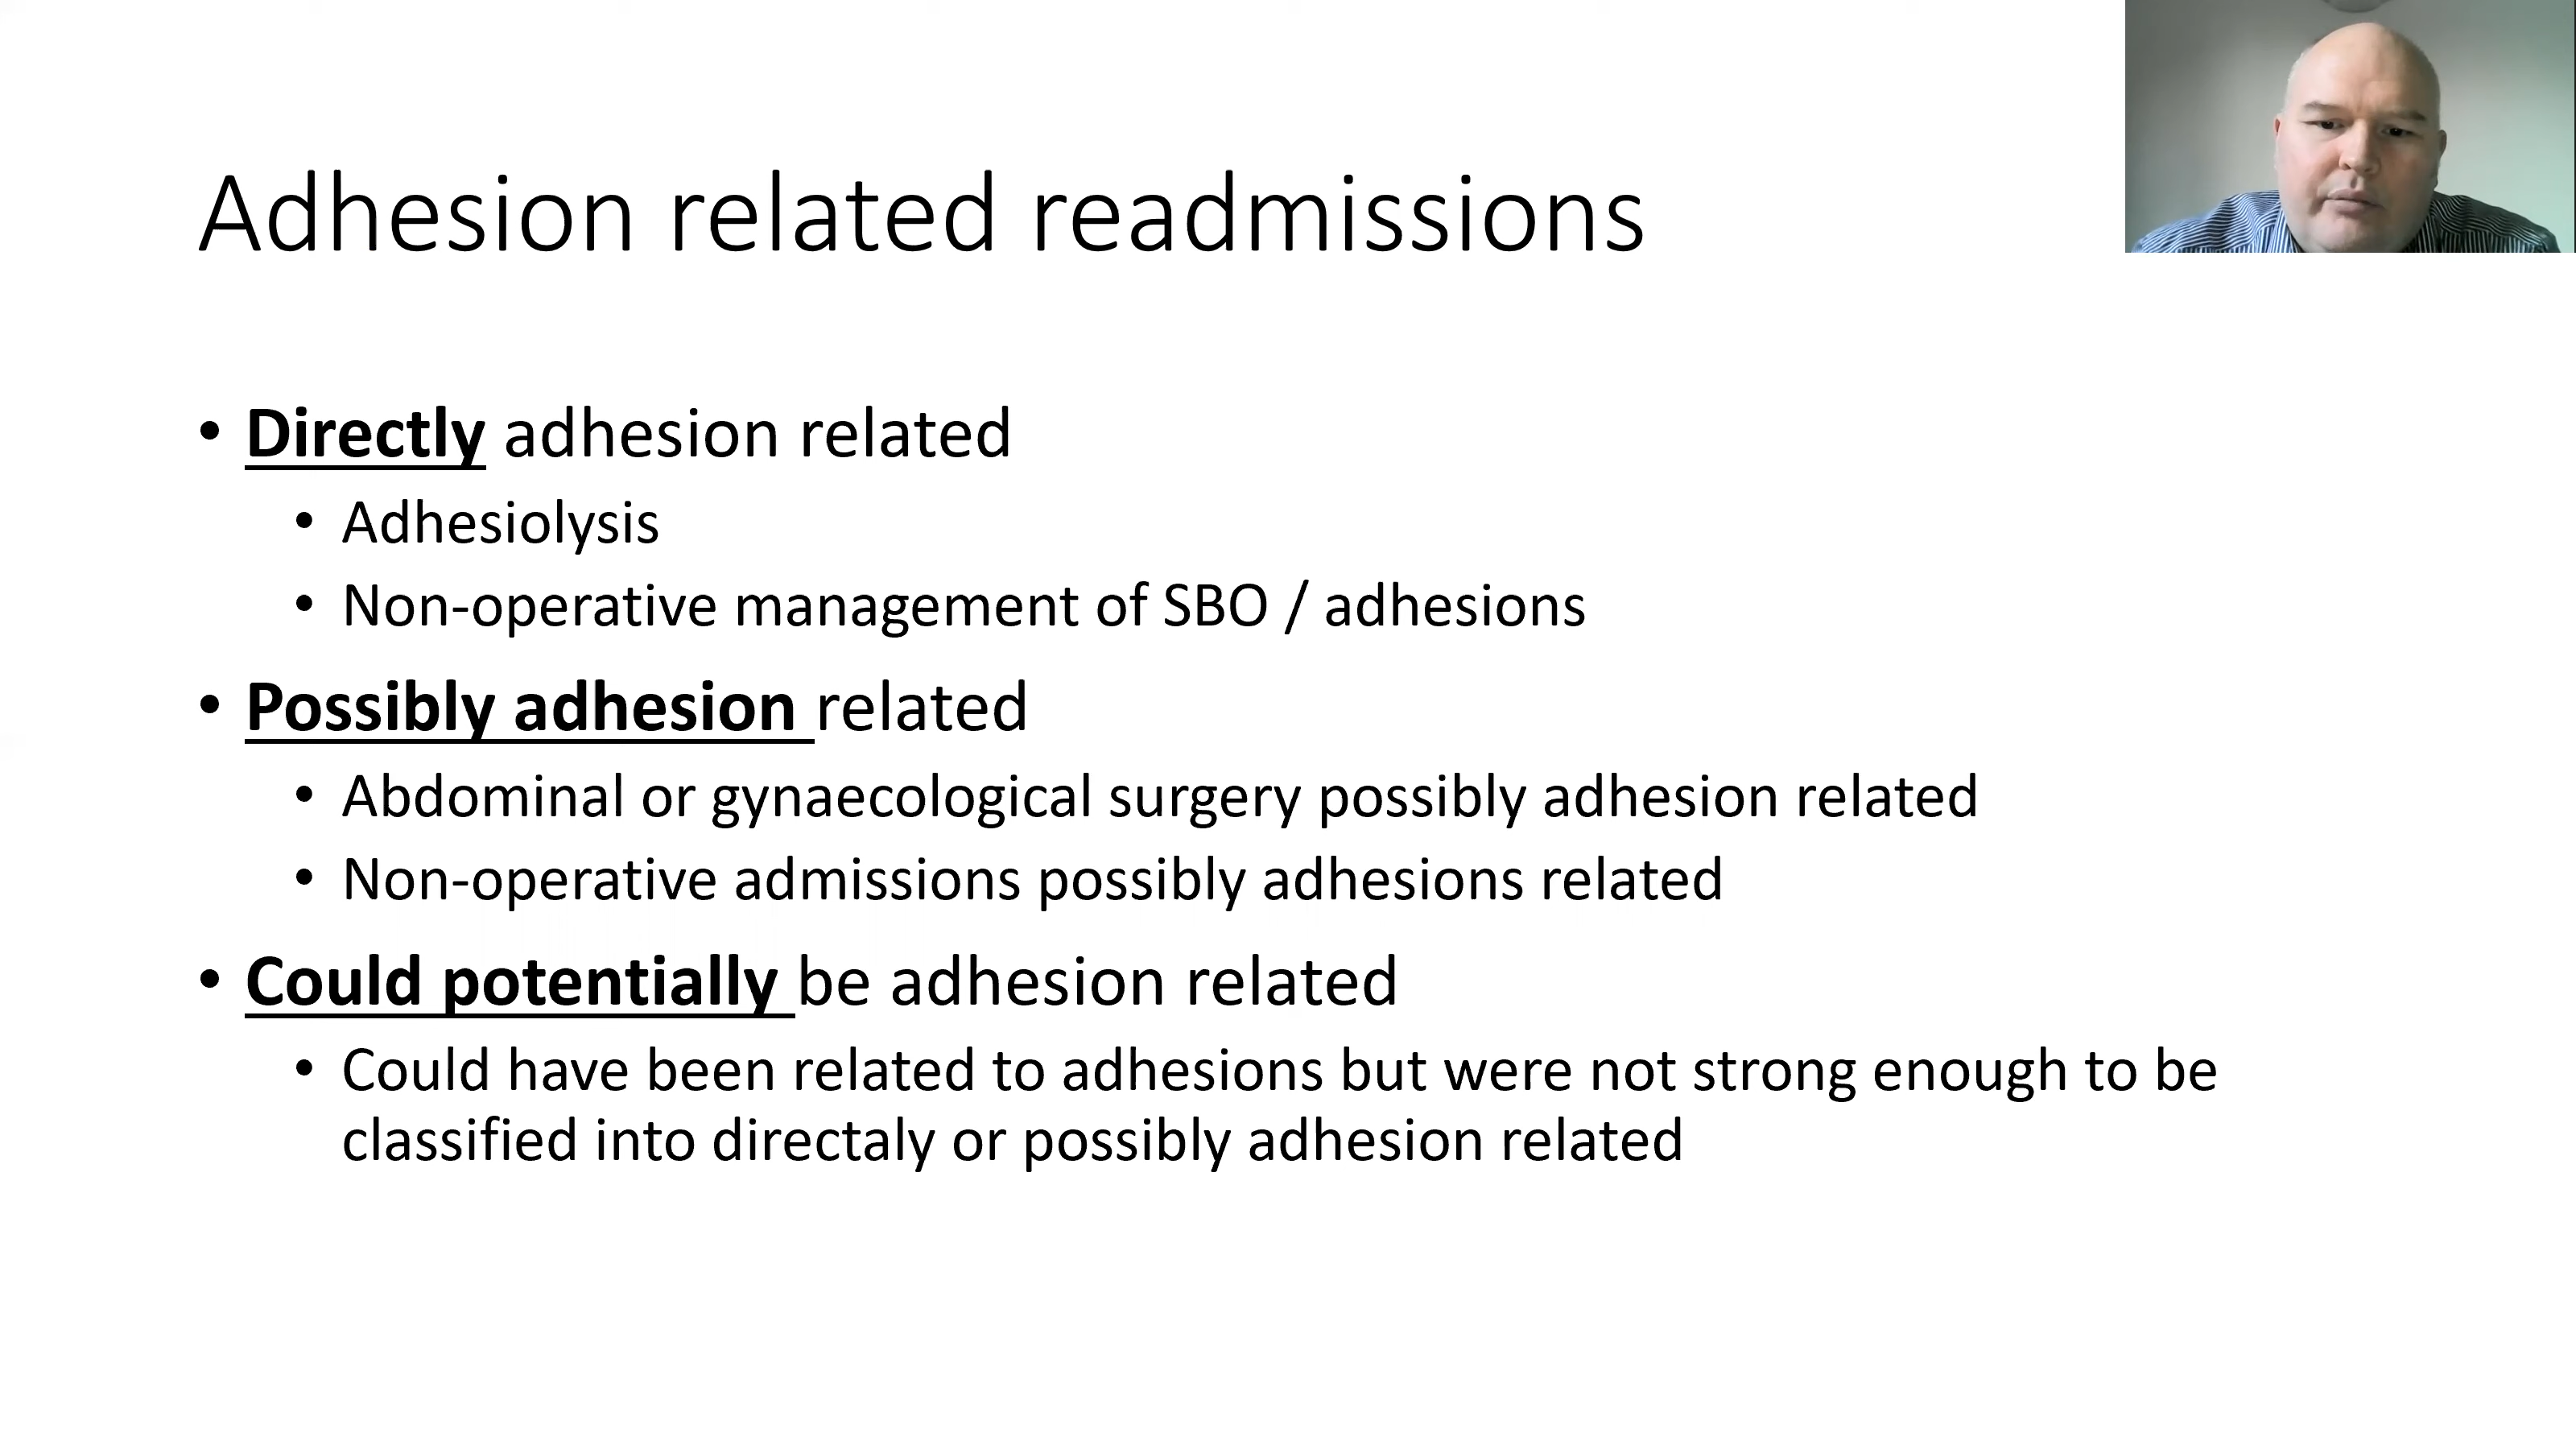 Adhesion related readmissions
• Directly adhesion related
• Adhesiolysis
• Non-operative management of SBO / adhesions
• Possibly adhesion related
• Abdominal or gynaecological surgery possibly adhesion related
• Non-operative admissions possibly adhesions related
• Could potentially be adhesion related
• Could have been related to adhesions but were not strong enough to be
classified into directaly or possibly adhesion related